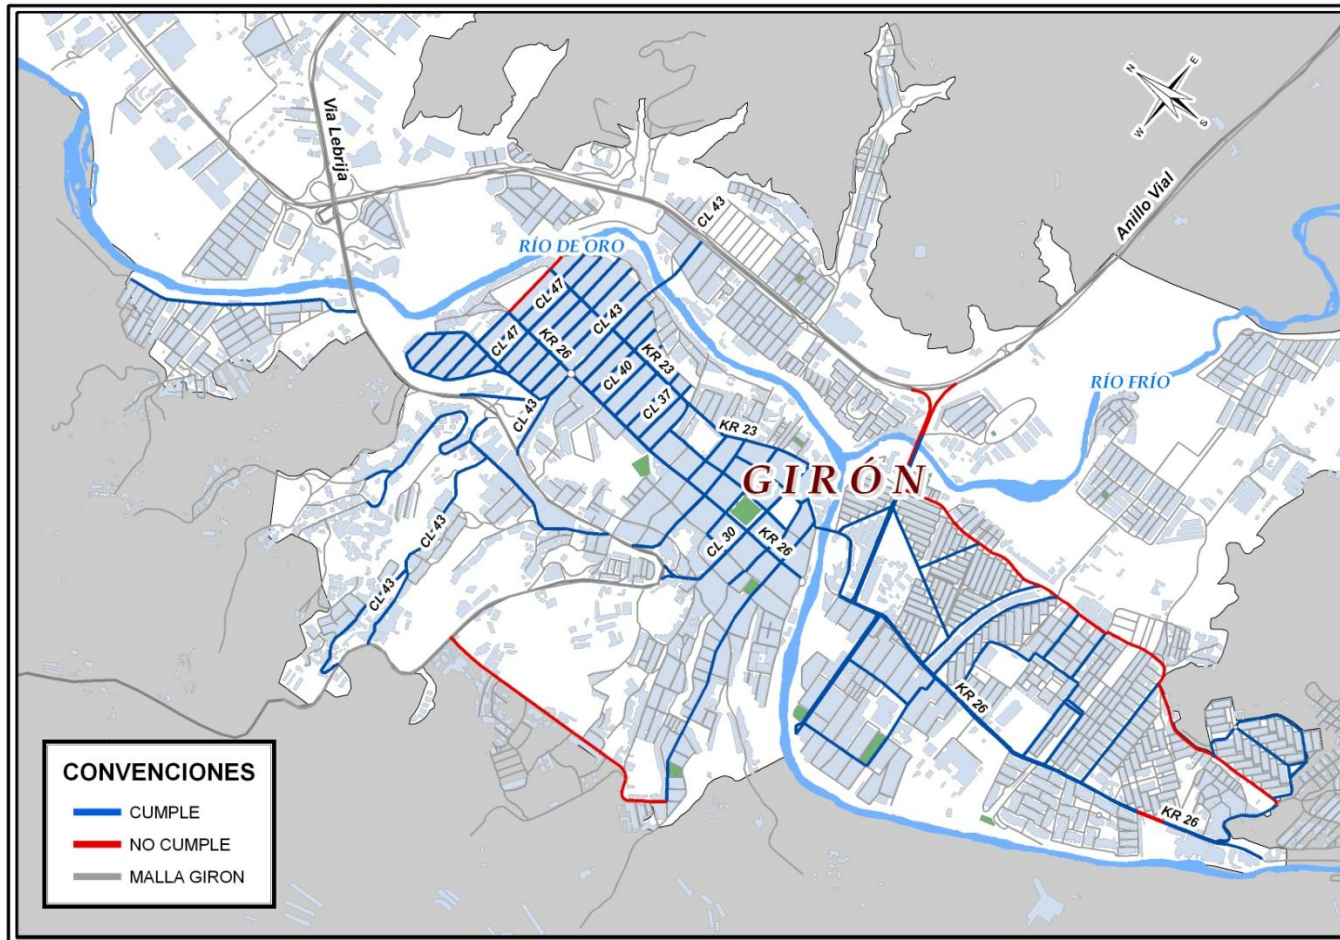 N
E
W
S
Via Lebrija
Anillo Vial
CL 43
RÍO DE ORO
RÍO FRÍO
CL 47
CL 43
CL 47
KR 26
KR 23
CL 40
CL 37
CL 43
KR 23
GIRÓN
CL 43
CL 30
KR 26
CL 43
KR 26
KR 26
CONVENCIONES
CUMPLE
NO CUMPLE
MALLA GIRON